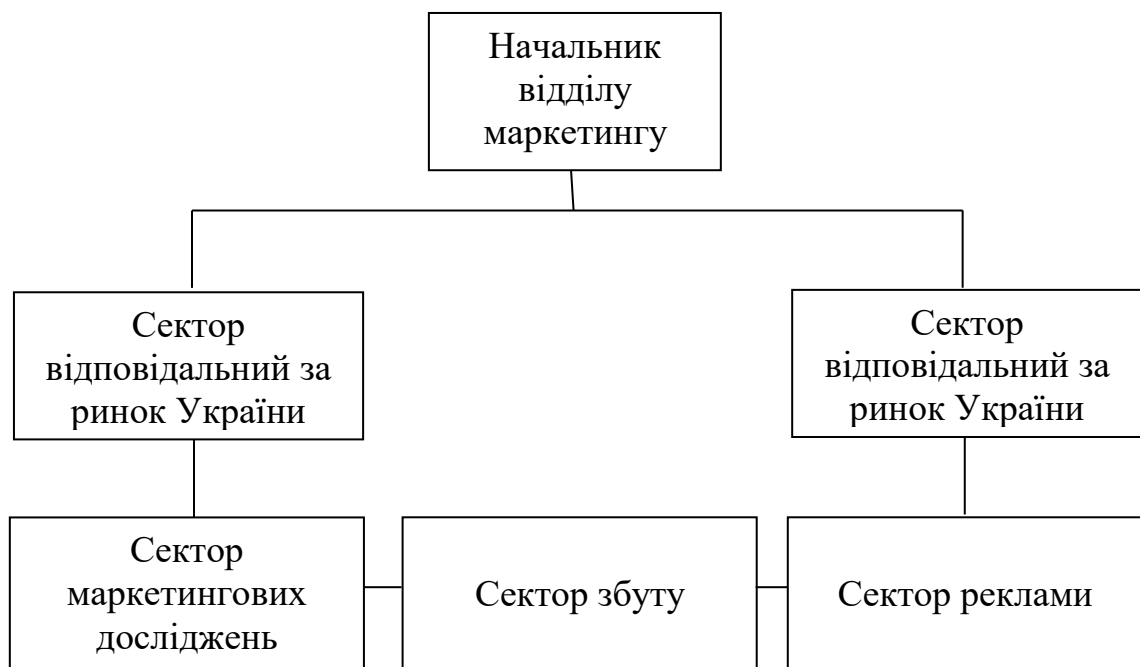 Начальник
відділу
маркетингу
Сектор
відповідальний за
ринок України
Сектор
відповідальний за
ринок України
Сектор
маркетингових
досліджень
Сектор збуту
Сектор реклами